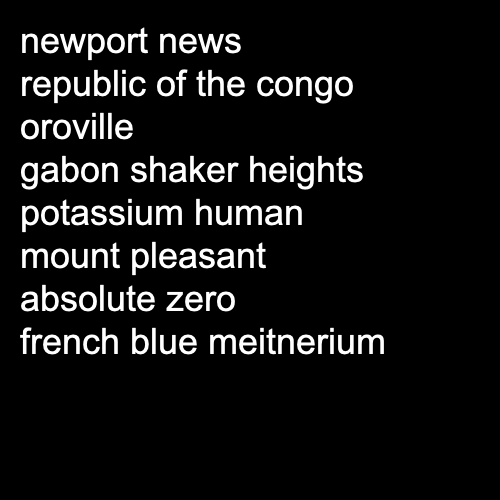 newport news
republic of the congo
oroville
gabon shaker heights
potassium human
mount pleasant
absolute zero
french blue meitnerium